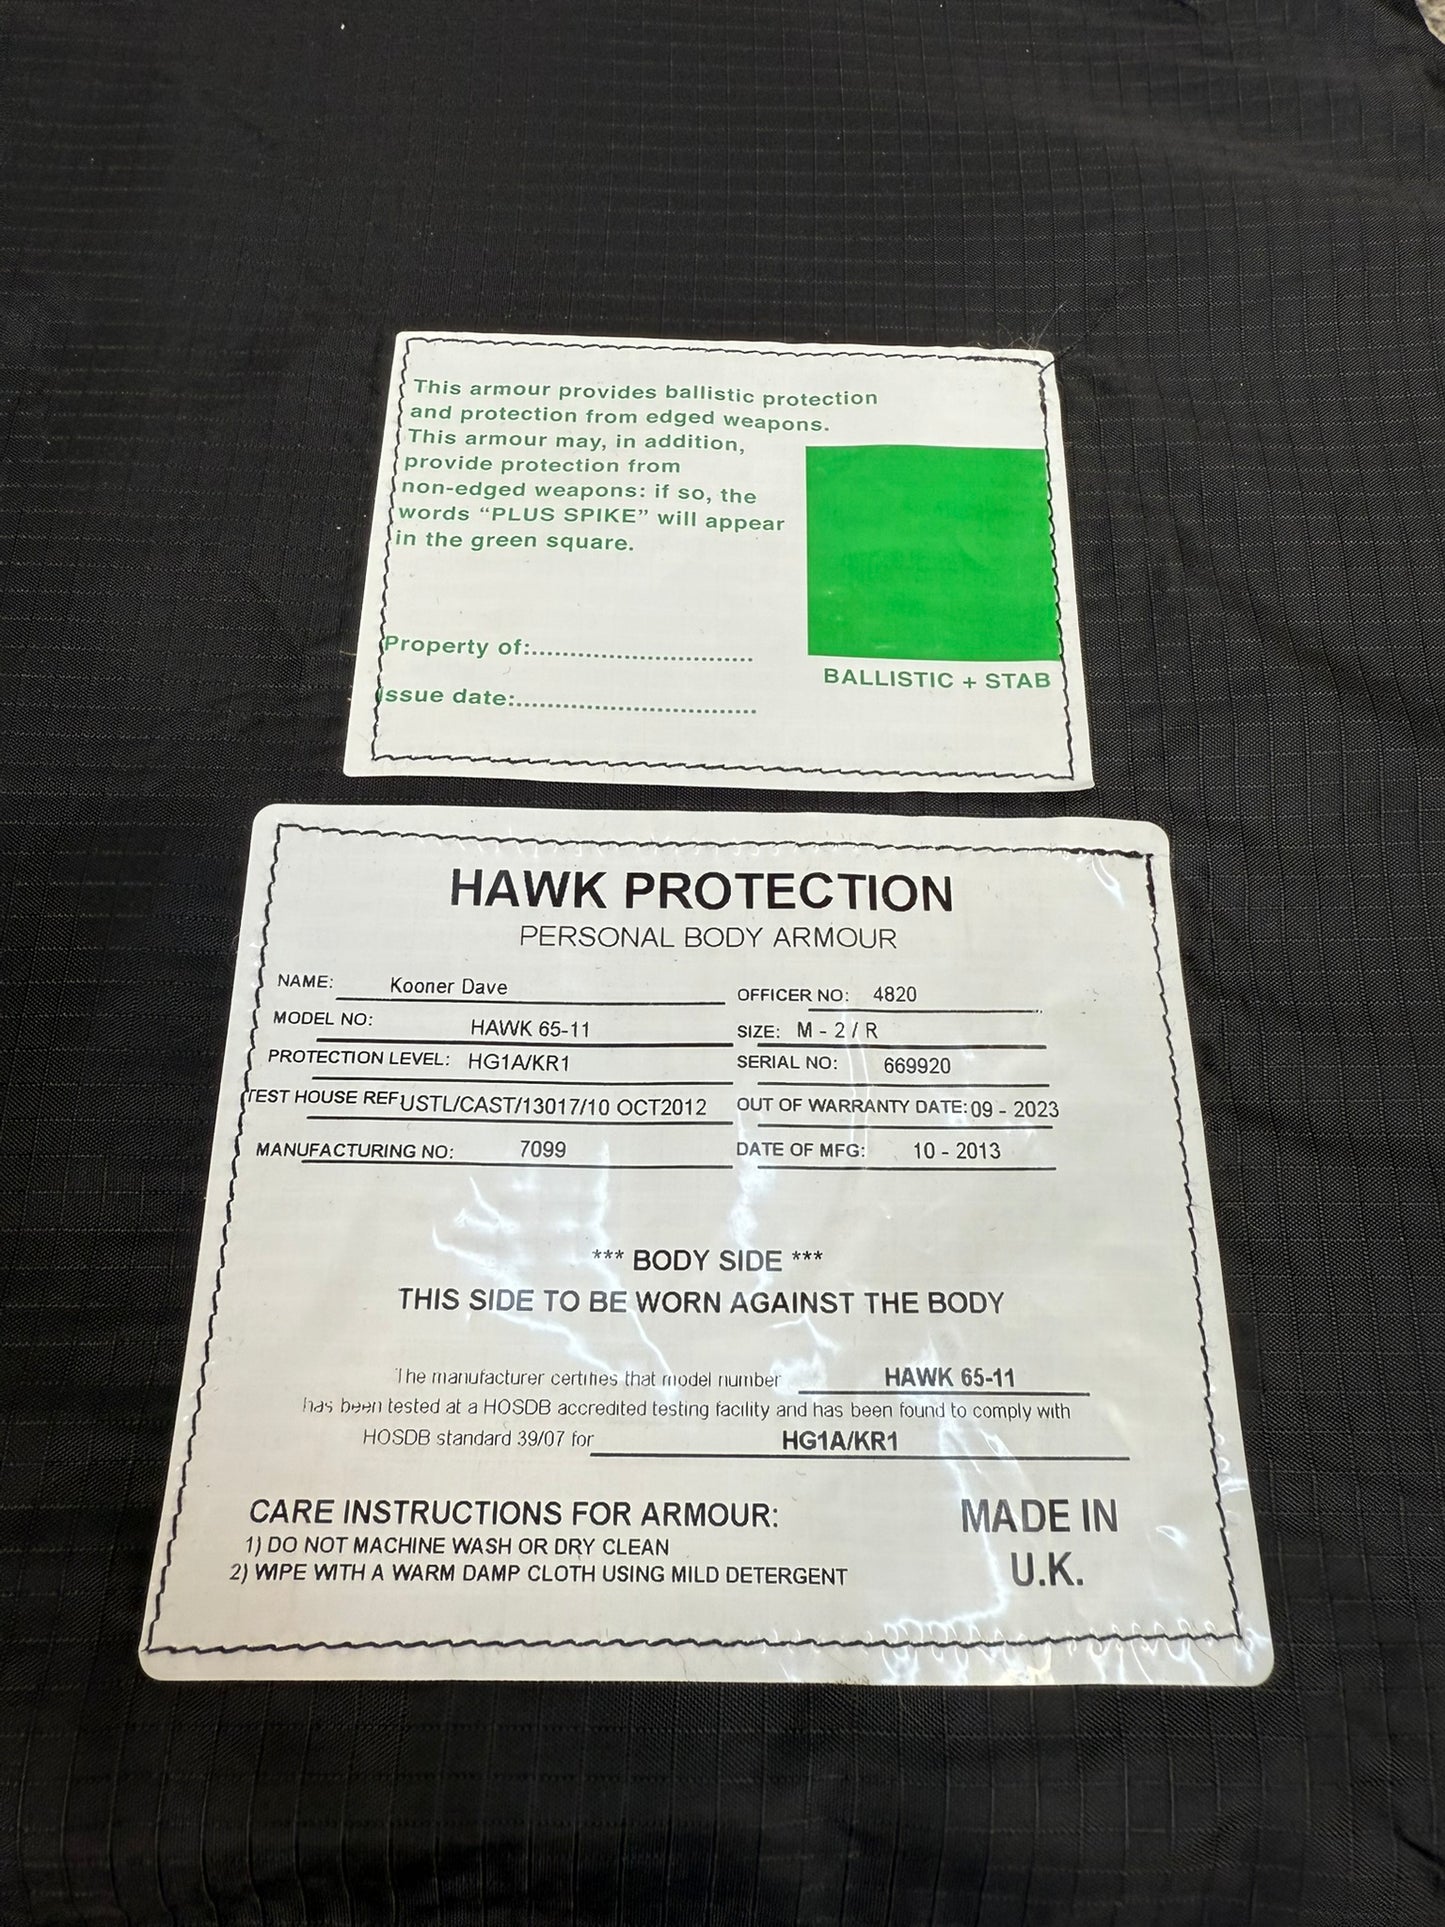 This armour provides ballistic protection
and protection from edged weapons.
This armour may, in addition,
provide protection from
non-edged weapons: if so, the
words “PLUS SPIKE” will appear
in the green square.
Property of:..............................
Issue date:................................
BALLISTIC + STAB
HAWK PROTECTION
PERSONAL BODY ARMOUR
NAME: Kooner Dave OFFICER NO: 4820
MODEL NO: HAWK 65-11 SIZE: M - 2 / R
PROTECTION LEVEL: HG1A/KR1 SERIAL NO: 669920
TEST HOUSE REF: USTL/CAST/13017/10 OCT2012 OUT OF WARRANTY DATE: 09 - 2023
MANUFACTURING NO: 7099 DATE OF MFG: 10 - 2013
*** BODY SIDE ***
THIS SIDE TO BE WORN AGAINST THE BODY
The manufacturer certifies that model number HAWK 65-11
has been tested at a HOSDB accredited testing facility and has been found to comply with
HOSDB standard 39/07 for HG1A/KR1
CARE INSTRUCTIONS FOR ARMOUR:
1) DO NOT MACHINE WASH OR DRY CLEAN
2) WIPE WITH A WARM DAMP CLOTH USING MILD DETERGENT
MADE IN
U.K.